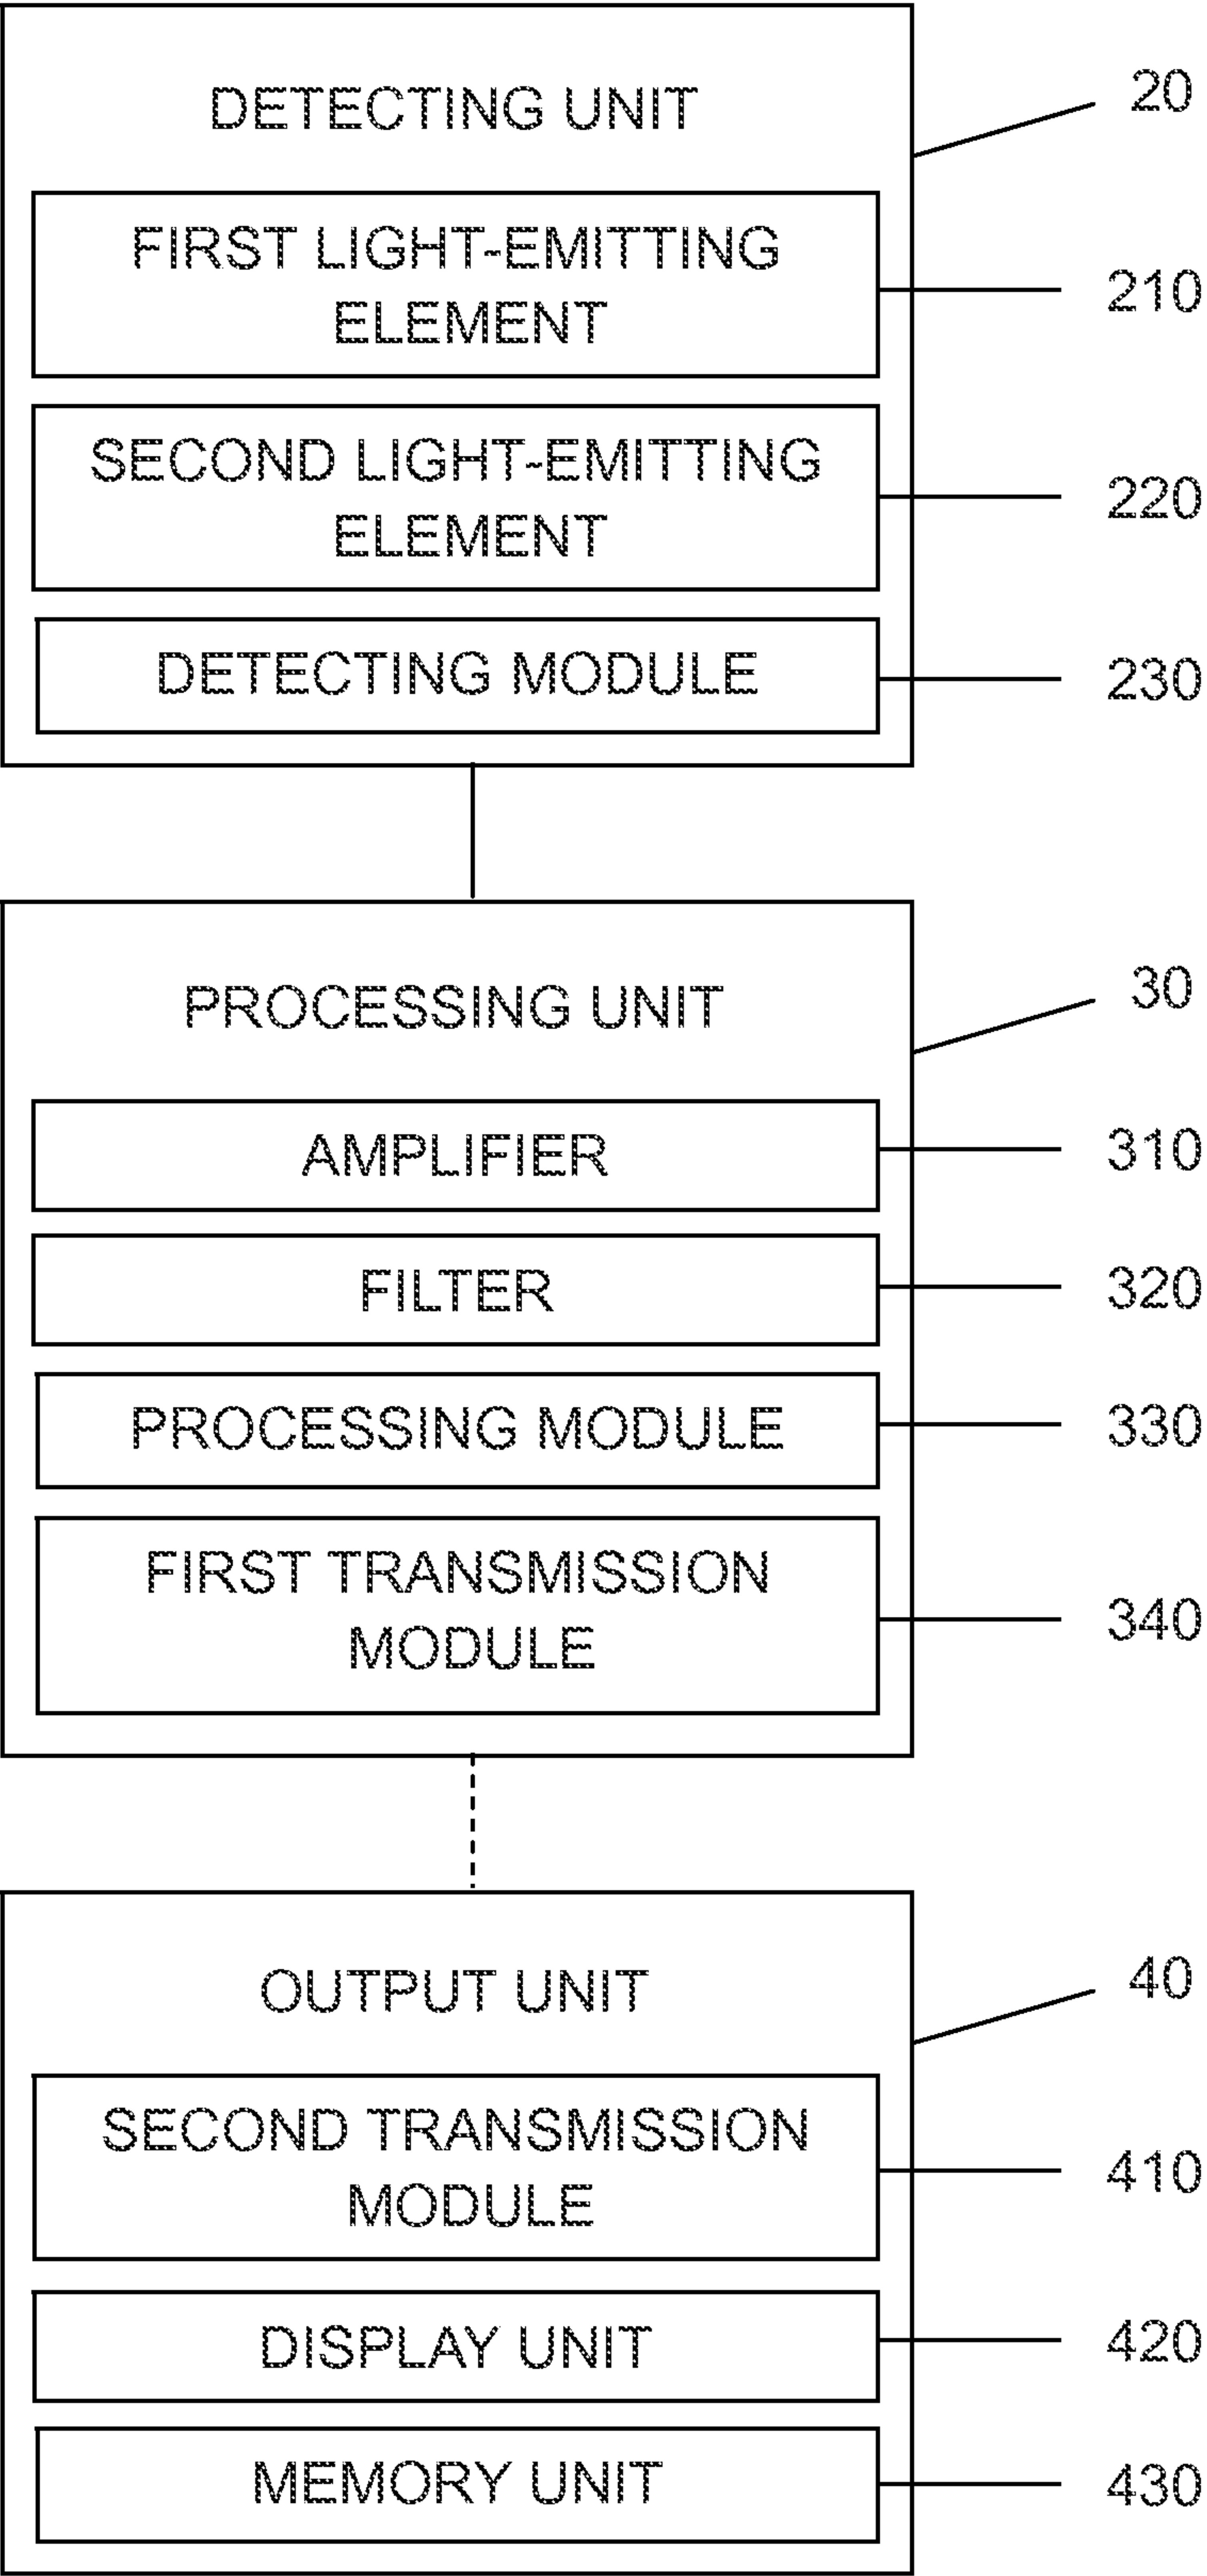 DETECTING UNIT
20
FIRST LIGHT-EMITTING
ELEMENT
210
SECOND LIGHT-EMITTING
ELEMENT
220
DETECTING MODULE
230
PROCESSING UNIT
30
AMPLIFIER
310
FILTER
320
PROCESSING MODULE
330
FIRST TRANSMISSION
MODULE
340
OUTPUT UNIT
40
SECOND TRANSMISSION
MODULE
410
DISPLAY UNIT
420
MEMORY UNIT
430